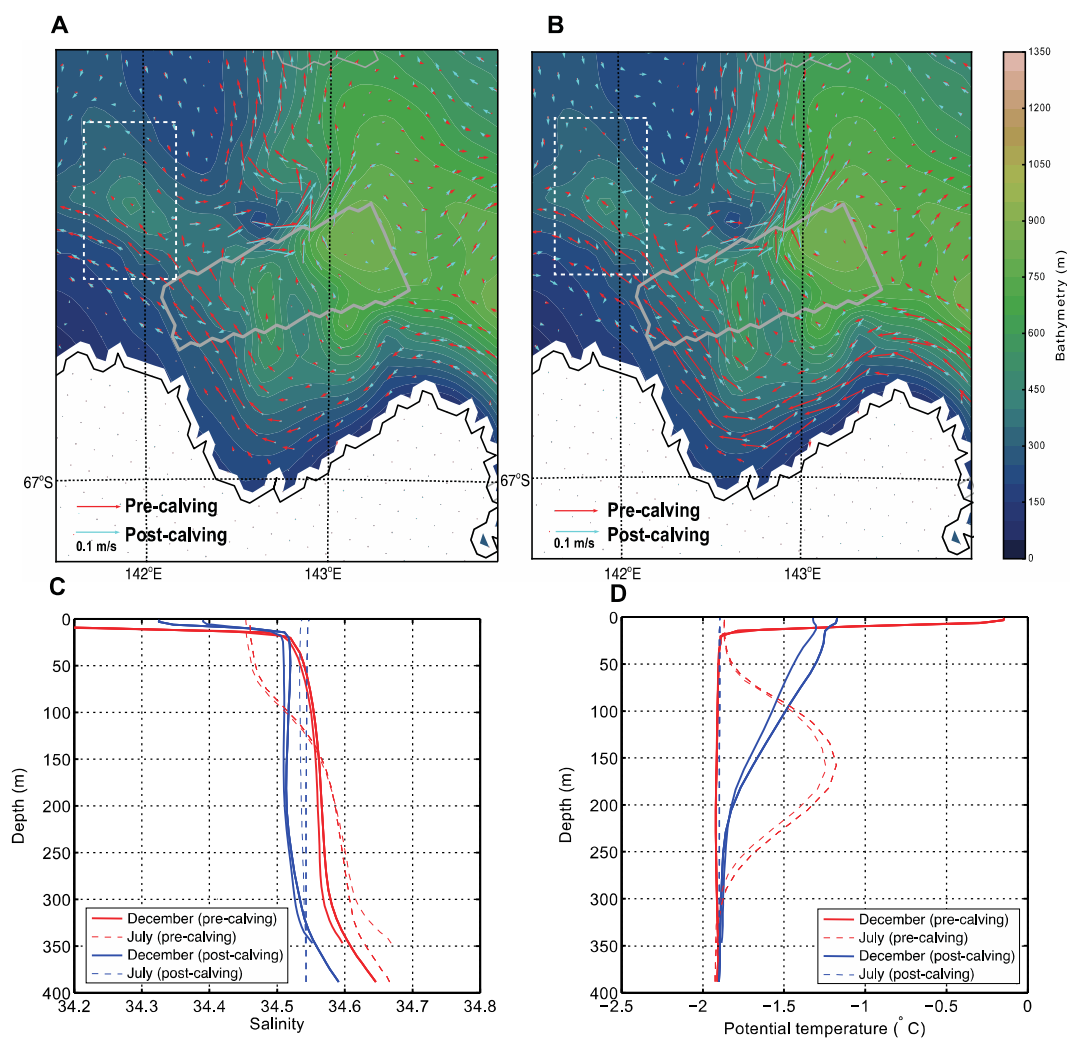 A
B
67°S
Pre-calving
Post-calving
0.1 m/s
142°E
143°E
67°S
Pre-calving
Post-calving
0.1 m/s
142°E
143°E
1350
1200
1050
900
750
600
450
300
150
0
Bathymetry (m)
C
0
50
100
150
200
250
300
350
400
Depth (m)
December (pre-calving)
July (pre-calving)
December (post-calving)
July (post-calving)
34.2 34.3 34.4 34.5 34.6 34.7 34.8
Salinity
D
0
50
100
150
200
250
300
350
400
Depth (m)
December (pre-calving)
July (pre-calving)
December (post-calving)
July (post-calving)
−2.5 −2 −1.5 −1 −0.5 0
Potential temperature (°C)